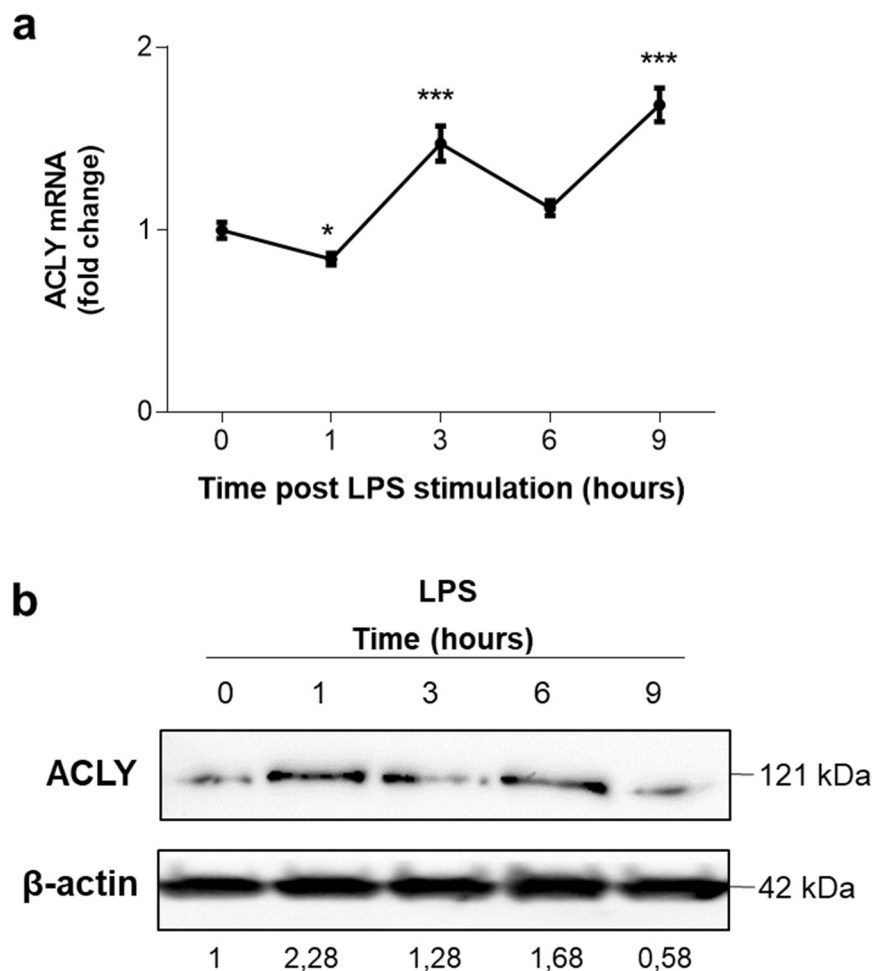 a
2
1
0
ACLY mRNA
(fold change)
*
***
***
0 1 3 6 9
Time post LPS stimulation (hours)
b
LPS
Time (hours)
0 1 3 6 9
ACLY 121 kDa
β-actin 42 kDa
1 2,28 1,28 1,68 0,58